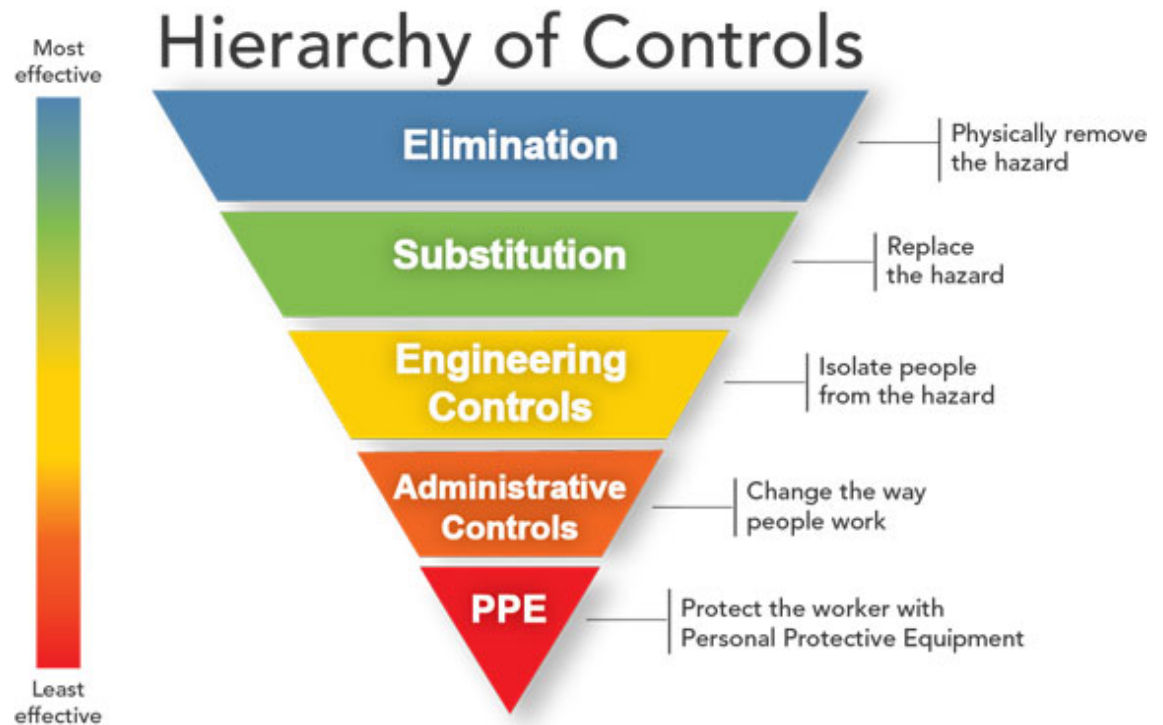 Hierarchy of Controls
Most
effective
Elimination
Physically remove
the hazard
Substitution
Replace
the hazard
Engineering
Controls
Isolate people
from the hazard
Administrative
Controls
Change the way
people work
PPE
Protect the worker with
Personal Protective Equipment
Least
effective